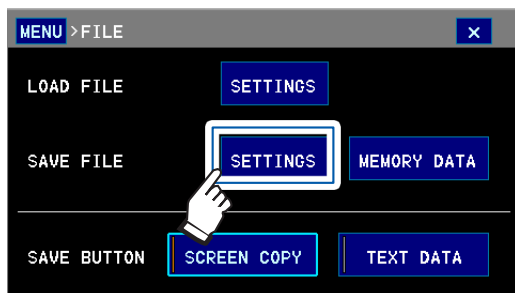 MENU >FILE ×
LOAD FILE SETTINGS
SAVE FILE SETTINGS MEMORY DATA
SAVE BUTTON SCREEN COPY TEXT DATA